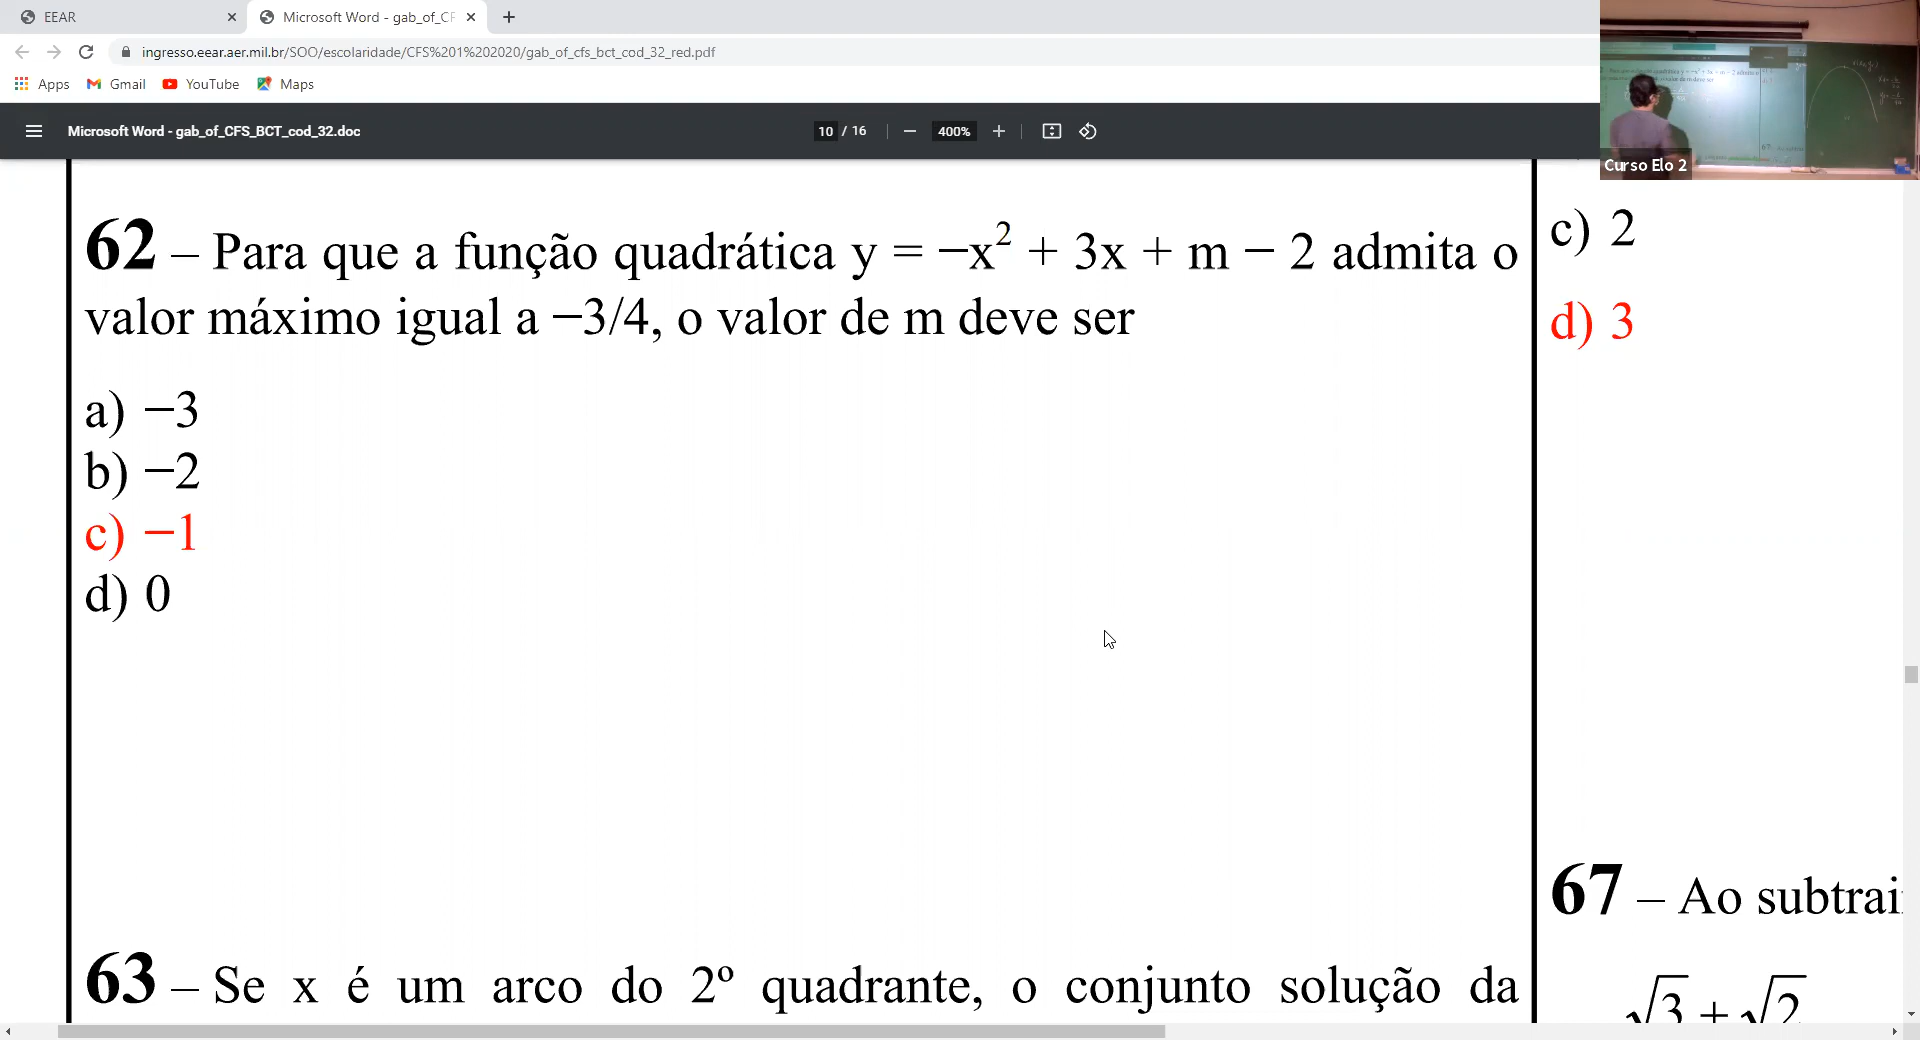 EEAR
Microsoft Word - gab_of_CF
ingresso.eear.aer.mil.br/SOO/escolaridade/CFS%201%202020/gab_of_cfs_bct_cod_32_red.pdf
Apps Gmail YouTube Maps
Microsoft Word - gab_of_CFS_BCT_cod_32.doc
10 / 16
400%
Curso Elo 2
62 – Para que a função quadrática y = −x² + 3x + m − 2 admita o
valor máximo igual a −3/4, o valor de m deve ser
a) −3
b) −2
c) −1
d) 0
63 – Se x é um arco do 2º quadrante, o conjunto solução da
c) 2
d) 3
67 – Ao subtrai
√3 + √2